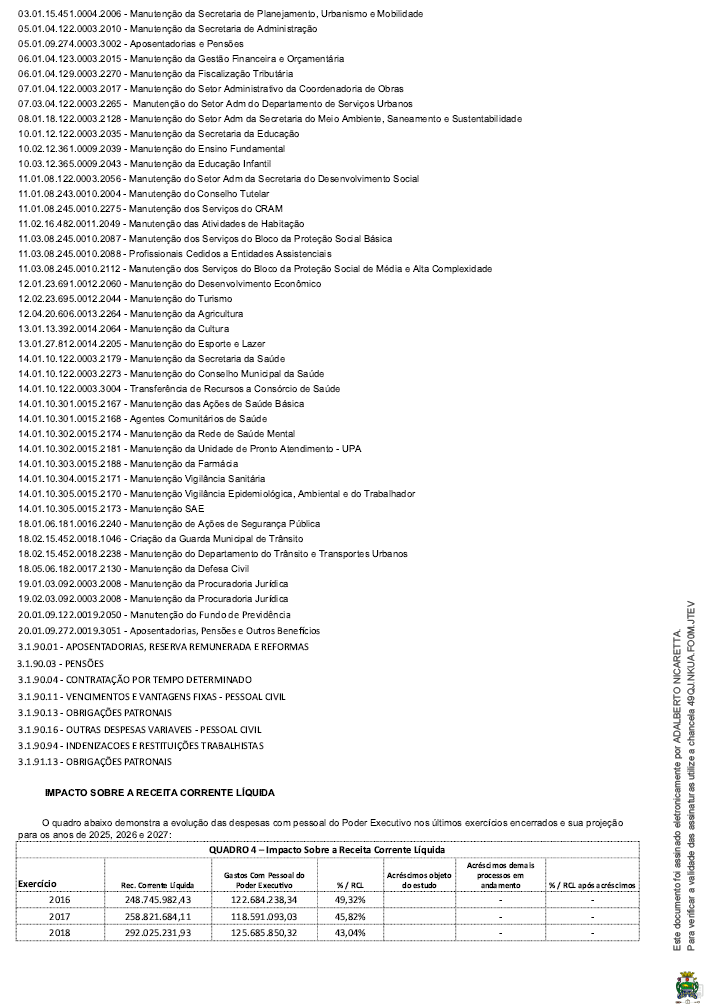 03.01.15.451.0004.2006 - Manutenção da Secretaria de Planejamento, Urbanismo e Mobilidade
05.01.04.122.0003.2010 - Manutenção da Secretaria de Administração
05.01.09.274.0003.3002 - Aposentadorias e Pensões
06.01.04.123.0003.2015 - Manutenção da Gestão Financeira e Orçamentária
06.01.04.129.0003.2270 - Manutenção da Fiscalização Tributária
07.01.04.122.0003.2017 - Manutenção do Setor Administrativo da Coordenadoria de Obras
07.03.04.122.0003.2265 - Manutenção do Setor Adm do Departamento de Serviços Urbanos
08.01.18.122.0003.2128 - Manutenção do Setor Adm da Secretaria do Meio Ambiente, Saneamento e Sustentabilidade
10.01.12.122.0003.2035 - Manutenção da Secretaria da Educação
10.02.12.361.0009.2039 - Manutenção do Ensino Fundamental
10.03.12.365.0009.2043 - Manutenção da Educação Infantil
11.01.08.122.0003.2056 - Manutenção do Setor Adm da Secretaria do Desenvolvimento Social
11.01.08.243.0010.2004 - Manutenção do Conselho Tutelar
11.01.08.245.0010.2275 - Manutenção dos Serviços do CRAM
11.02.16.482.0011.2049 - Manutenção das Atividades de Habitação
11.03.08.245.0010.2087 - Manutenção dos Serviços do Bloco da Proteção Social Básica
11.03.08.245.0010.2088 - Profissionais Cedidos a Entidades Assistenciais
11.03.08.245.0010.2112 - Manutenção dos Serviços do Bloco da Proteção Social de Média e Alta Complexidade
12.01.23.691.0012.2060 - Manutenção do Desenvolvimento Econômico
12.02.23.695.0012.2044 - Manutenção do Turismo
12.04.20.606.0013.2264 - Manutenção da Agricultura
13.01.13.392.0014.2064 - Manutenção da Cultura
13.01.27.812.0014.2205 - Manutenção do Esporte e Lazer
14.01.10.122.0003.2179 - Manutenção da Secretaria da Saúde
14.01.10.122.0003.2273 - Manutenção do Conselho Municipal da Saúde
14.01.10.122.0003.3004 - Transferência de Recursos a Consórcio de Saúde
14.01.10.301.0015.2167 - Manutenção das Ações de Saúde Básica
14.01.10.301.0015.2168 - Agentes Comunitários de Saúde
14.01.10.302.0015.2174 - Manutenção da Rede de Saúde Mental
14.01.10.302.0015.2181 - Manutenção da Unidade de Pronto Atendimento - UPA
14.01.10.303.0015.2188 - Manutenção da Farmácia
14.01.10.304.0015.2171 - Manutenção Vigilância Sanitária
14.01.10.305.0015.2170 - Manutenção Vigilância Epidemiológica, Ambiental e do Trabalhador
14.01.10.305.0015.2173 - Manutenção SAE
18.01.06.181.0016.2240 - Manutenção de Ações de Segurança Pública
18.02.15.452.0018.1046 - Criação da Guarda Municipal de Trânsito
18.02.15.452.0018.2238 - Manutenção do Departamento do Trânsito e Transportes Urbanos
18.05.06.182.0017.2130 - Manutenção da Defesa Civil
19.01.03.092.0003.2008 - Manutenção da Procuradoria Jurídica
19.02.03.092.0003.2008 - Manutenção da Procuradoria Jurídica
20.01.09.122.0019.2050 - Manutenção do Fundo de Previdência
20.01.09.272.0019.3051 - Aposentadorias, Pensões e Outros Benefícios
3.1.90.01 - APOSENTADORIAS, RESERVA REMUNERADA E REFORMAS
3.1.90.03 - PENSÕES
3.1.90.04 - CONTRATAÇÃO POR TEMPO DETERMINADO
3.1.90.11 - VENCIMENTOS E VANTAGENS FIXAS - PESSOAL CIVIL
3.1.90.13 - OBRIGAÇÕES PATRONAIS
3.1.90.16 - OUTRAS DESPESAS VARIAVEIS - PESSOAL CIVIL
3.1.90.94 - INDENIZACOES E RESTITUIÇÕES TRABALHISTAS
3.1.91.13 - OBRIGAÇÕES PATRONAIS
IMPACTO SOBRE A RECEITA CORRENTE LÍQUIDA
O quadro abaixo demonstra a evolução das despesas com pessoal do Poder Executivo nos últimos exercícios encerrados e sua projeção
para os anos de 2025, 2026 e 2027:
QUADRO 4 – Impacto Sobre a Receita Corrente Líquida
Exercício Rec. Corrente Líquida Gastos Com Pessoal do Poder Executivo % / RCL Acréscimos objeto do estudo Acréscimos demais processos em andamento % / RCL após acréscimos
2016 248.745.982,43 122.684.238,34 49,32% - -
2017 258.821.684,11 118.591.093,03 45,82% - -
2018 292.025.231,93 125.685.850,32 43,04% - -
Este documento foi assinado eletronicamente por ADALBERTO NICARETTA.
Para verificar a validade das assinaturas utilize a chancela 49QJ.NKUA.FO0M.JTEV